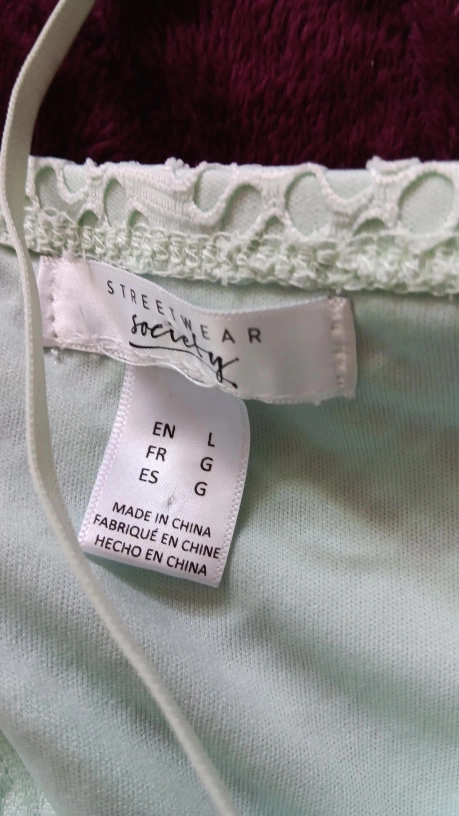 STREETWEAR
society
EN L
FR G
ES G
MADE IN CHINA
FABRIQUÉ EN CHINE
HECHO EN CHINA